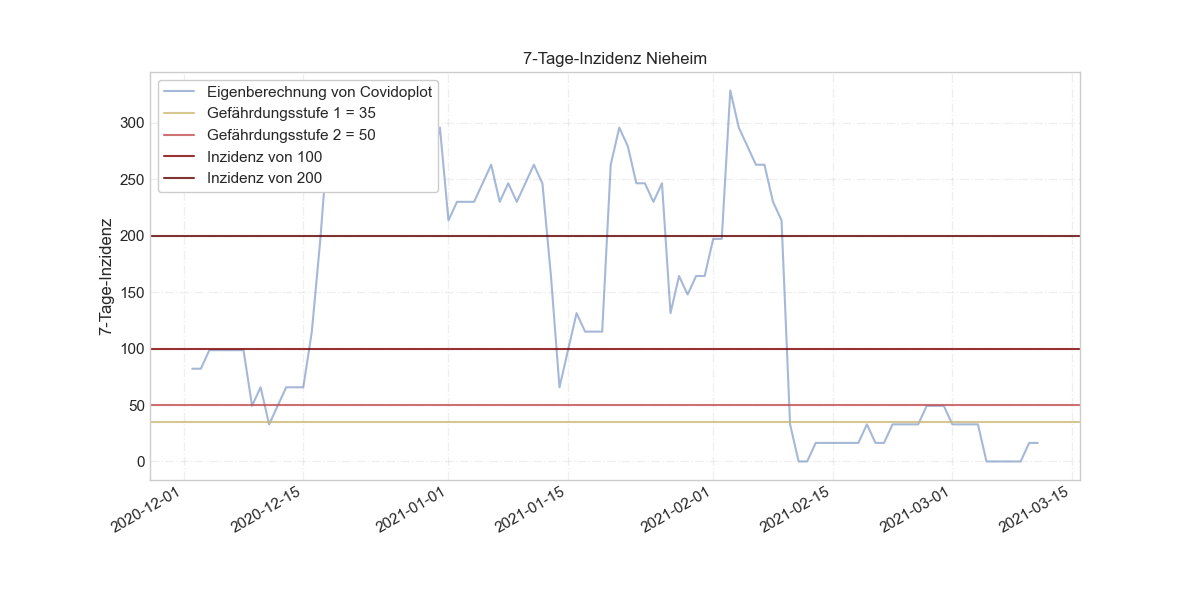 7-Tage-Inzidenz Nieheim
Eigenberechnung von Covidoplot
Gefährdungsstufe 1 = 35
Gefährdungsstufe 2 = 50
Inzidenz von 100
Inzidenz von 200
7-Tage-Inzidenz
300
250
200
150
100
50
0
2020-12-01
2020-12-15
2021-01-01
2021-01-15
2021-02-01
2021-02-15
2021-03-01
2021-03-15